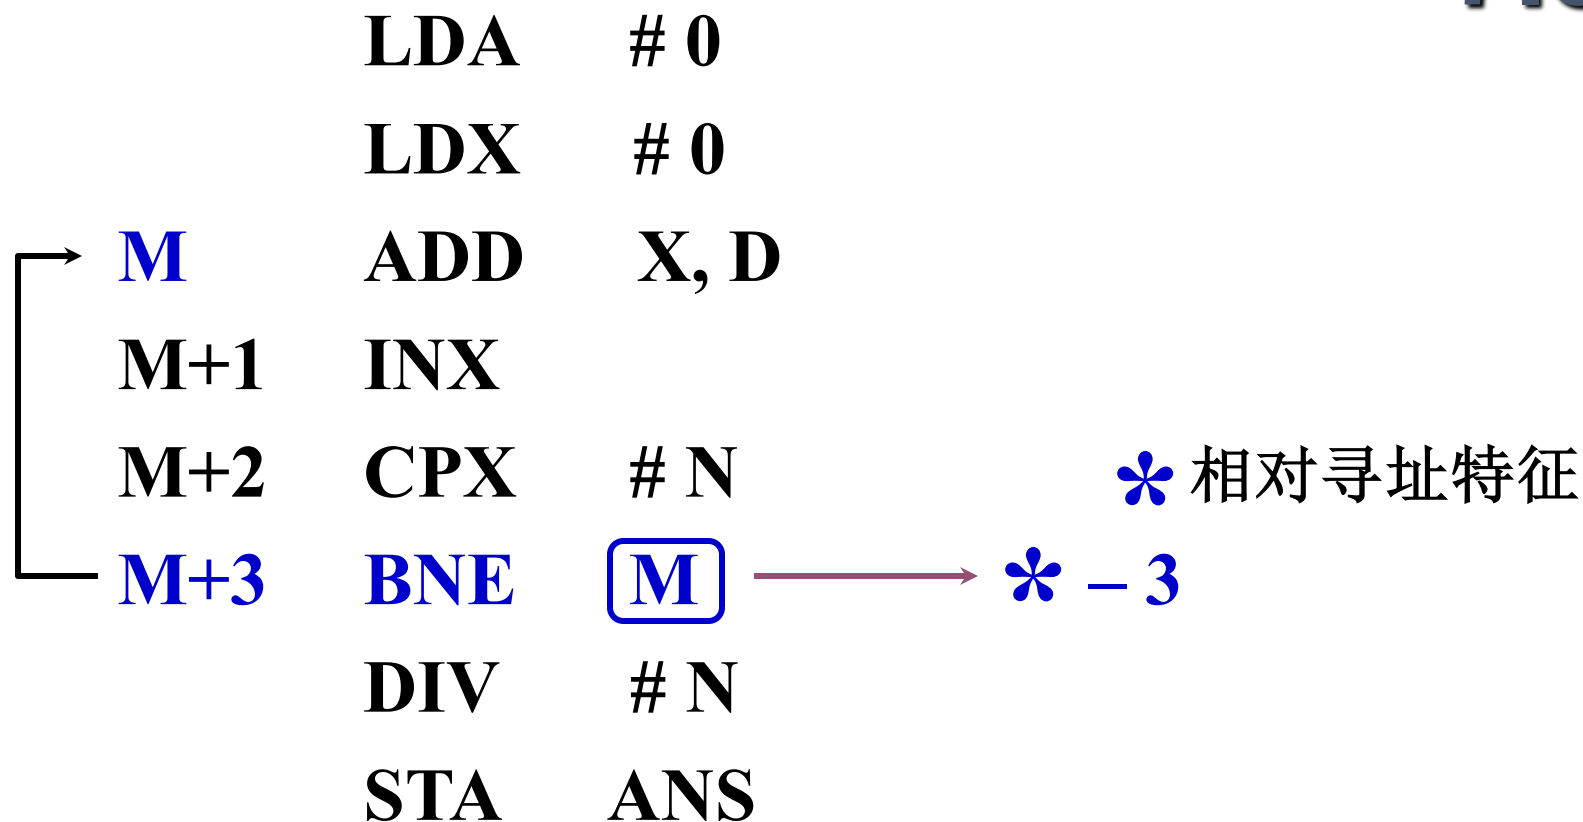 LDA # 0
LDX # 0
M ADD X, D
M+1 INX
M+2 CPX # N
* 相对寻址特征
M+3 BNE M * – 3
DIV # N
STA ANS